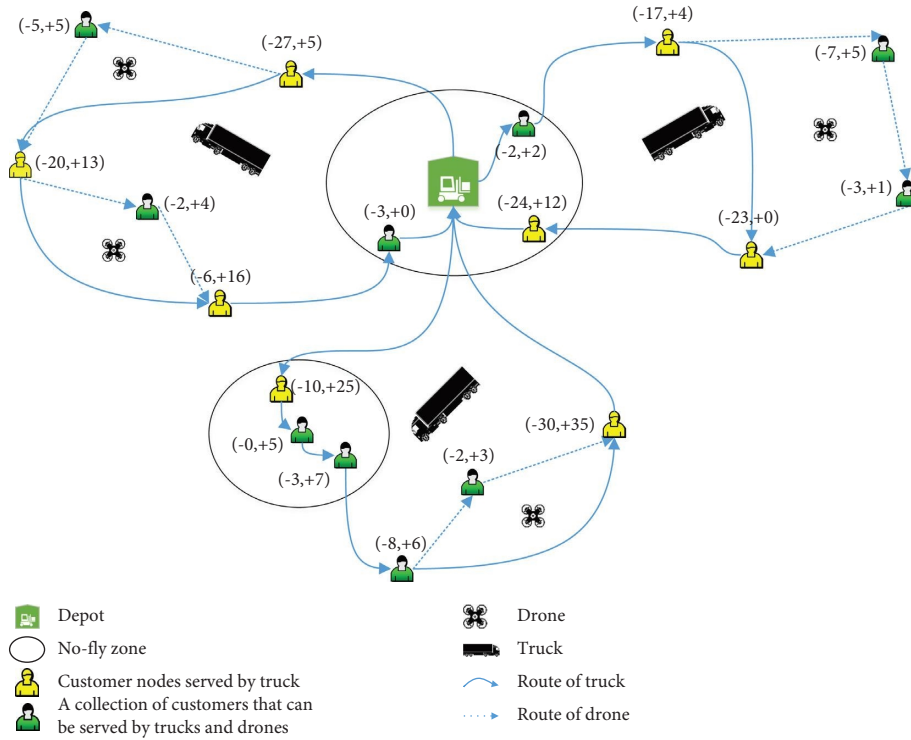 (-5,+5)
(-27,+5)
(-17,+4)
(-7,+5)
(-2,+2)
(-20,+13)
(-2,+4)
(-3,+0)
(-24,+12)
(-3,+1)
(-23,+0)
(-6,+16)
(-10,+25)
(-0,+5)
(-3,+7)
(-30,+35)
(-2,+3)
(-8,+6)
Depot
No-fly zone
Customer nodes served by truck
A collection of customers that can
be served by trucks and drones
Drone
Truck
Route of truck
Route of drone